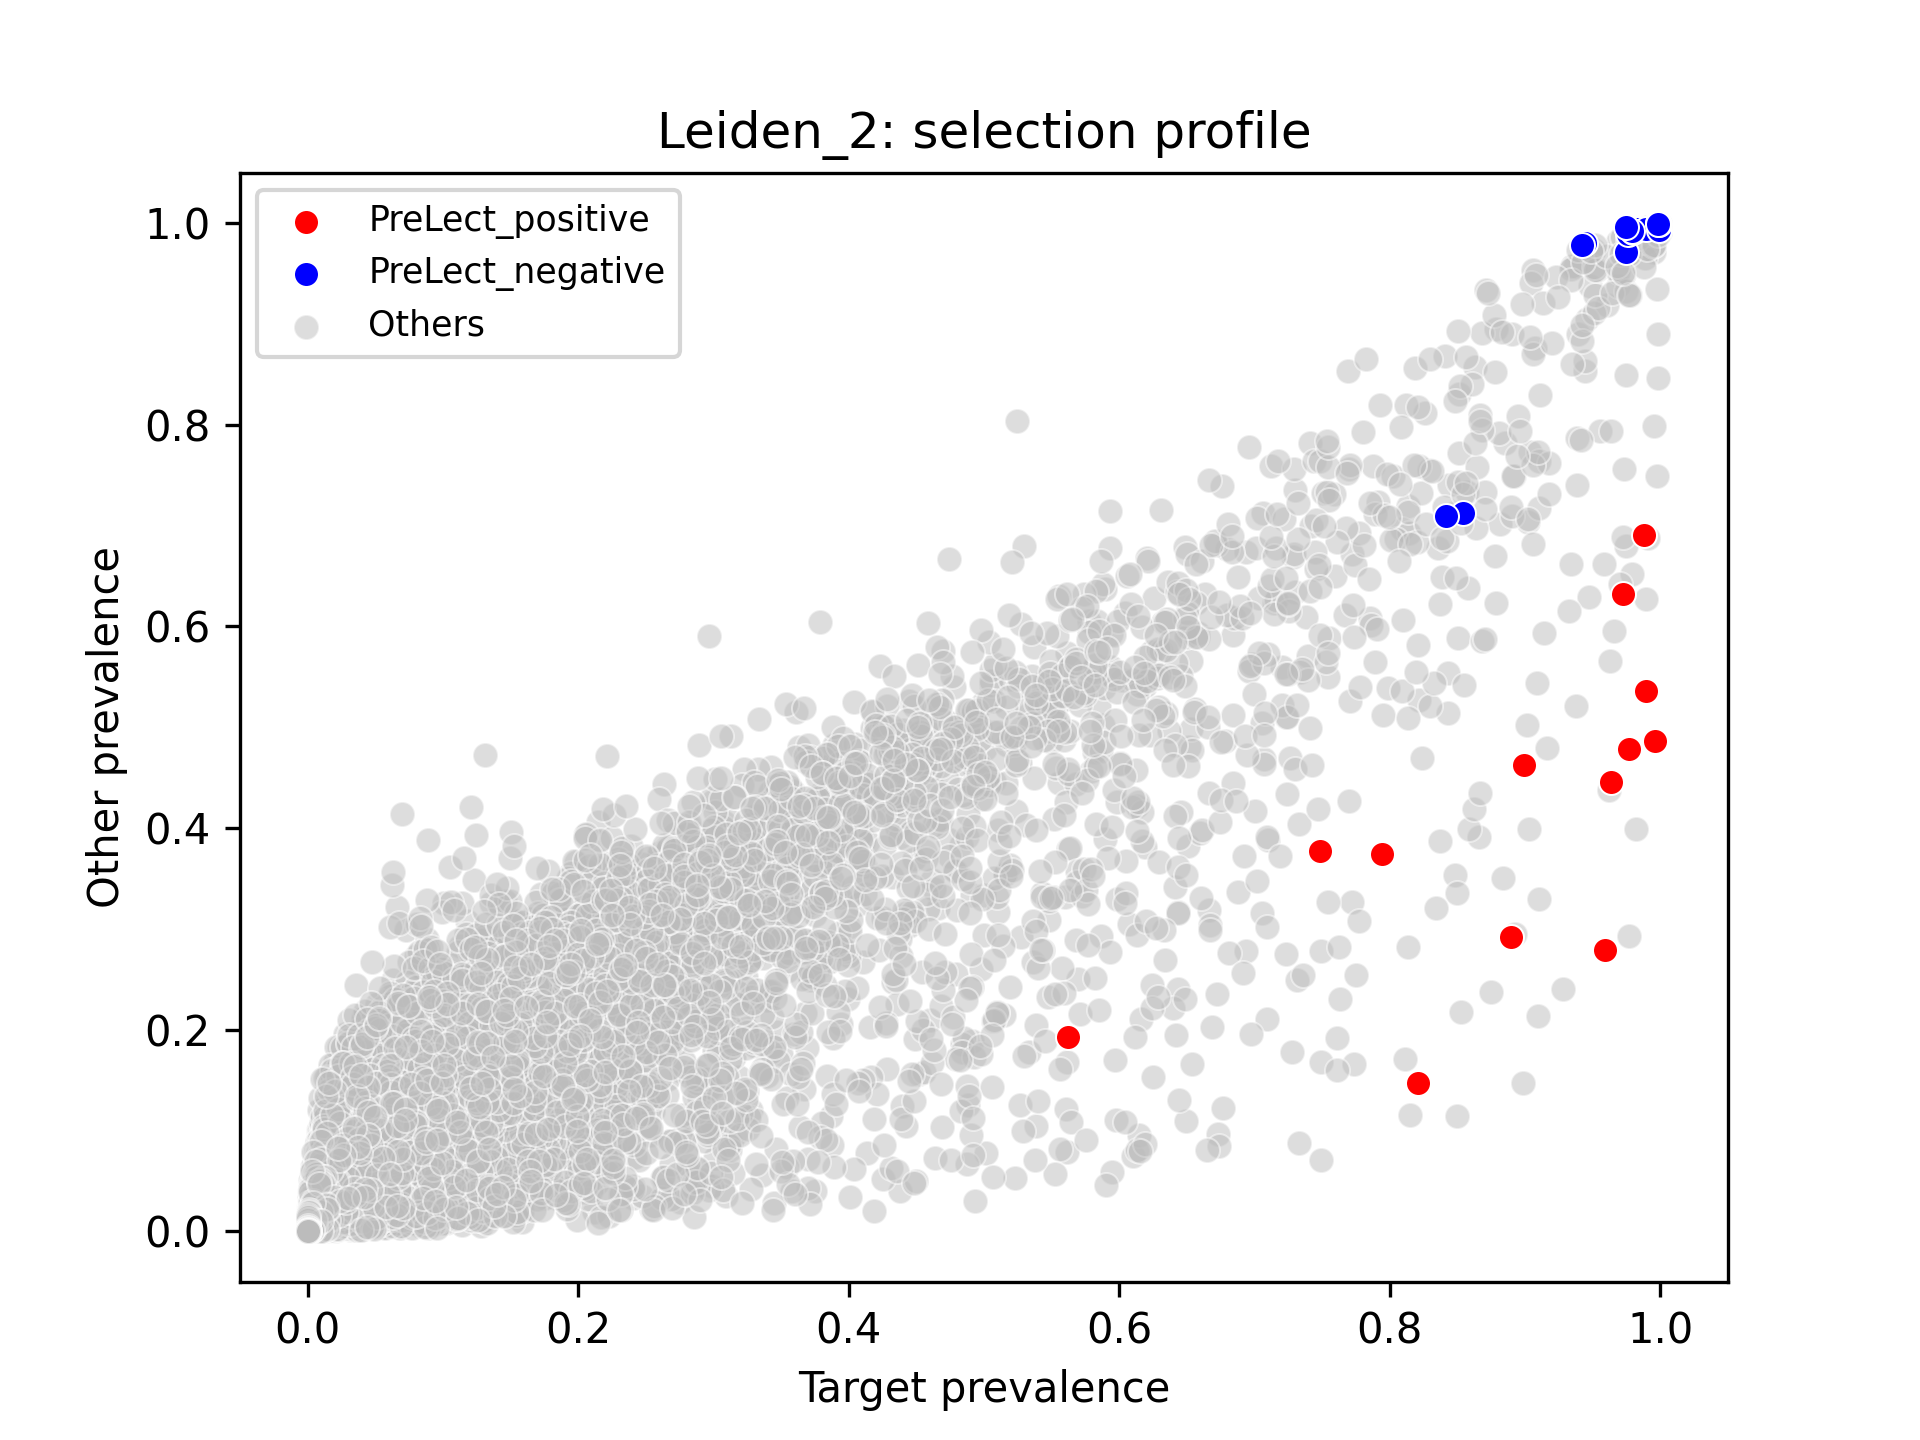 Leiden_2: selection profile
PreLect_positive
PreLect_negative
Others
1.0
0.8
0.6
0.4
0.2
0.0
Other prevalence
0.0 0.2 0.4 0.6 0.8 1.0
Target prevalence